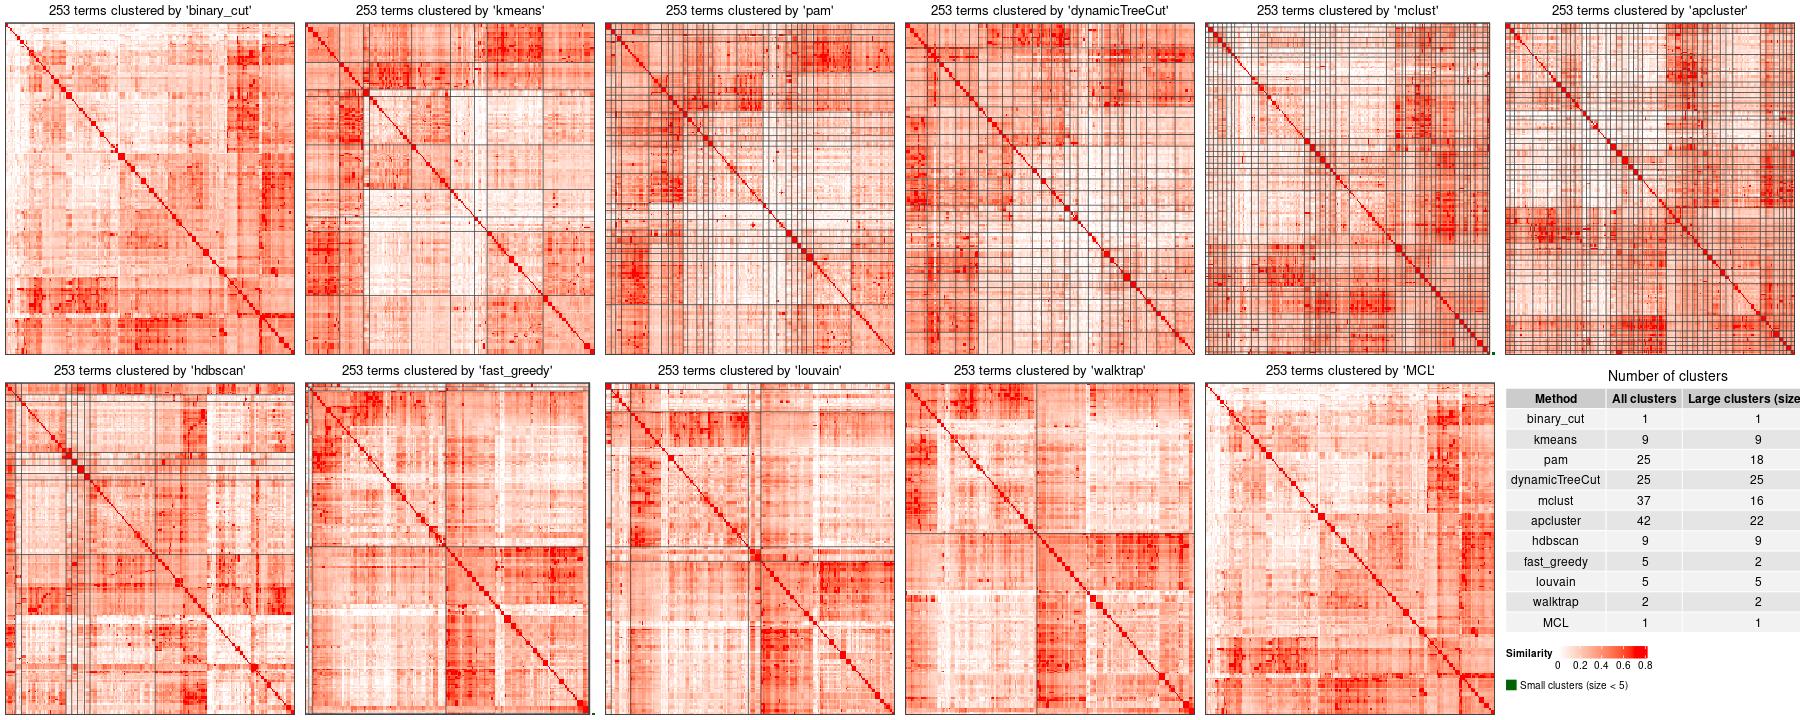 253 terms clustered by 'binary_cut'
253 terms clustered by 'kmeans'
253 terms clustered by 'pam'
253 terms clustered by 'dynamicTreeCut'
253 terms clustered by 'mclust'
253 terms clustered by 'apcluster'
253 terms clustered by 'hdbscan'
253 terms clustered by 'fast_greedy'
253 terms clustered by 'louvain'
253 terms clustered by 'walktrap'
253 terms clustered by 'MCL'
Number of clusters
Method All clusters Large clusters (size
binary_cut 1 1
kmeans 9 9
pam 25 18
dynamicTreeCut 25 25
mclust 37 16
apcluster 42 22
hdbscan 9 9
fast_greedy 5 2
louvain 5 5
walktrap 2 2
MCL 1 1
Similarity
0 0.2 0.4 0.6 0.8
Small clusters (size < 5)